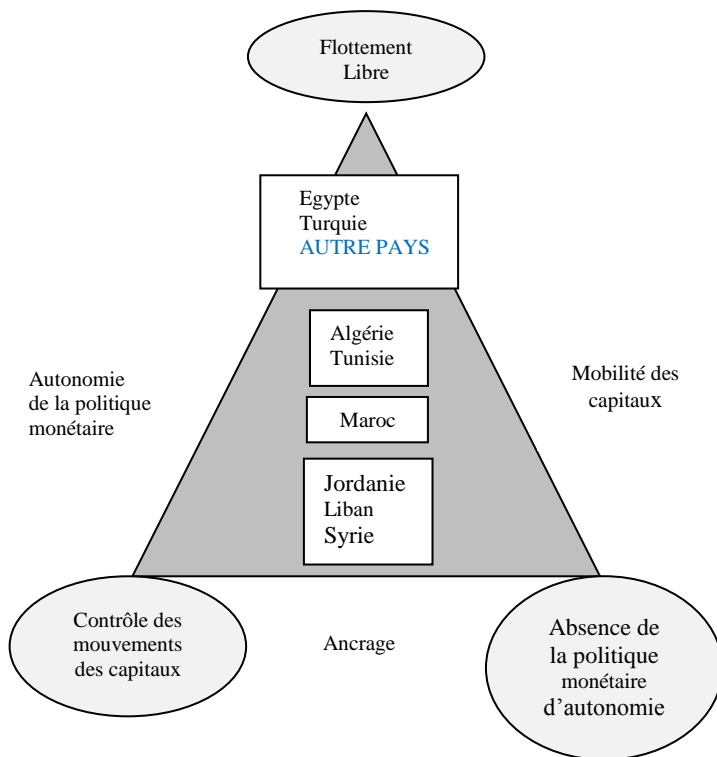 Flottement
Libre
Egypte
Turquie
AUTRE PAYS
Algérie
Tunisie
Autonomie
de la politique
monétaire
Mobilité des
capitaux
Maroc
Jordanie
Liban
Syrie
Contrôle des
mouvements
des capitaux
Ancrage
Absence de
la politique
monétaire
d’autonomie